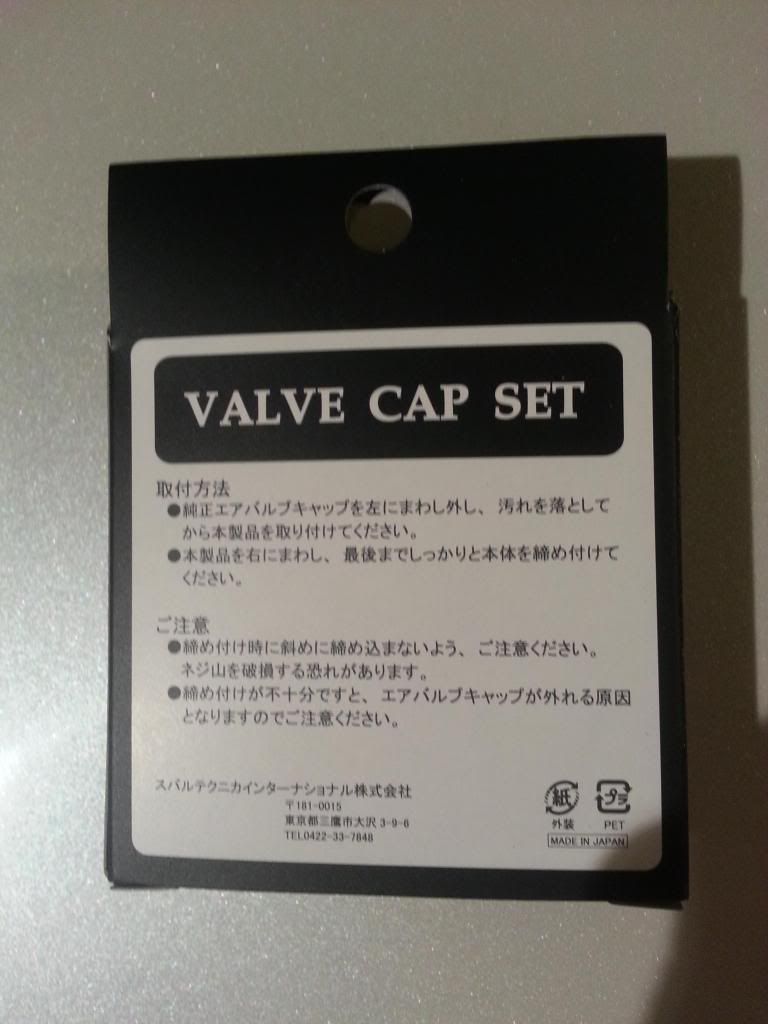 VALVE CAP SET
取付方法
●純正エアバルブキャップを左にまわし外し、汚れを落として
から本製品を取り付けてください。
●本製品を右にまわし、最後までしっかりと本体を締め付けて
ください。
ご注意
●締め付け時に斜めに締め込まないよう、ご注意ください。
ネジ山を破損する恐れがあります。
●締め付けが不十分ですと、エアバルブキャップが外れる原因
となりますのでご注意ください。
スバルテクニカインターナショナル株式会社
〒181-0015
東京都三鷹市大沢 3-9-6
TEL0422-33-7848
紙 プラ
外装 PET
MADE IN JAPAN